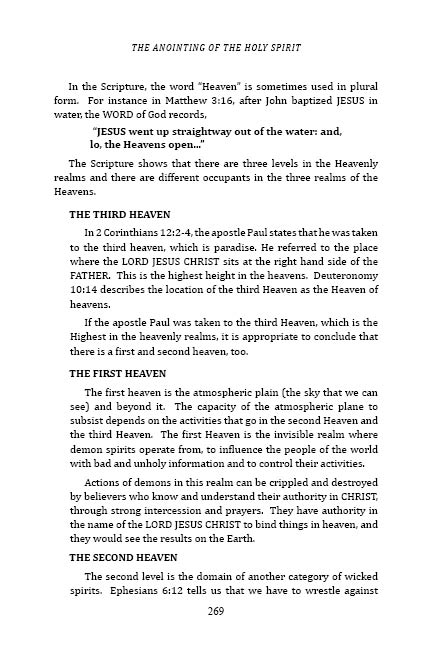 THE ANOINTING OF THE HOLY SPIRIT
In the Scripture, the word “Heaven” is sometimes used in plural
form. For instance in Matthew 3:16, after John baptized JESUS in
water, the WORD of God records,
“JESUS went up straightway out of the water: and,
lo, the Heavens open...”
The Scripture shows that there are three levels in the Heavenly
realms and there are different occupants in the three realms of the
Heavens.
THE THIRD HEAVEN
In 2 Corinthians 12:2-4, the apostle Paul states that he was taken
to the third heaven, which is paradise. He referred to the place
where the LORD JESUS CHRIST sits at the right hand side of the
FATHER. This is the highest height in the heavens. Deuteronomy
10:14 describes the location of the third Heaven as the Heaven of
heavens.
If the apostle Paul was taken to the third Heaven, which is the
Highest in the heavenly realms, it is appropriate to conclude that
there is a first and second heaven, too.
THE FIRST HEAVEN
The first heaven is the atmospheric plain (the sky that we can
see) and beyond it. The capacity of the atmospheric plane to
subsist depends on the activities that go in the second Heaven and
the third Heaven. The first Heaven is the invisible realm where
demon spirits operate from, to influence the people of the world
with bad and unholy information and to control their activities.
Actions of demons in this realm can be crippled and destroyed
by believers who know and understand their authority in CHRIST,
through strong intercession and prayers. They have authority in
the name of the LORD JESUS CHRIST to bind things in heaven, and
they would see the results on the Earth.
THE SECOND HEAVEN
The second level is the domain of another category of wicked
spirits. Ephesians 6:12 tells us that we have to wrestle against
269